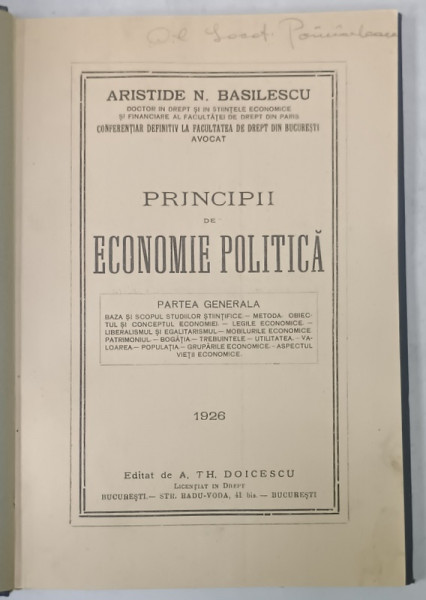 ARISTIDE N. BASILESCU
DOCTOR IN DREPT ȘI IN STIINȚELE ECONOMICE
ȘI FINANCIARE AL FACULTĂȚEI DE DREPT DIN PARIS
CONFERENȚIAR DEFINITIV LA FACULTATEA DE DREPT DIN BUCUREȘTI
AVOCAT
PRINCIPII
DE
ECONOMIE POLITICĂ
PARTEA GENERALA
BAZA ȘI SCOPUL STUDIILOR ȘTIINȚIFICE.— METODA. OBIEC-
TUL ȘI CONCEPTUL ECONOMIEI.— LEGILE ECONOMICE.—
LIBERALISMUL ȘI EGALITARISMUL.— MOBILURILE ECONOMICE
PATRIMONIUL.— BOGĂȚIA.— TREBUINȚELE.— UTILITATEA.- VA-
LOAREA.— POPULAȚIA.— GRUPĂRILE ECONOMICE.- ASPECTUL
VIEȚII ECONOMICE.
1926
Editat de A. TH. DOICESCU
LICENȚIAT IN DREPT
BUCUREȘTI.— STR. RADU-VODA, 41 bis — BUCUREȘTI